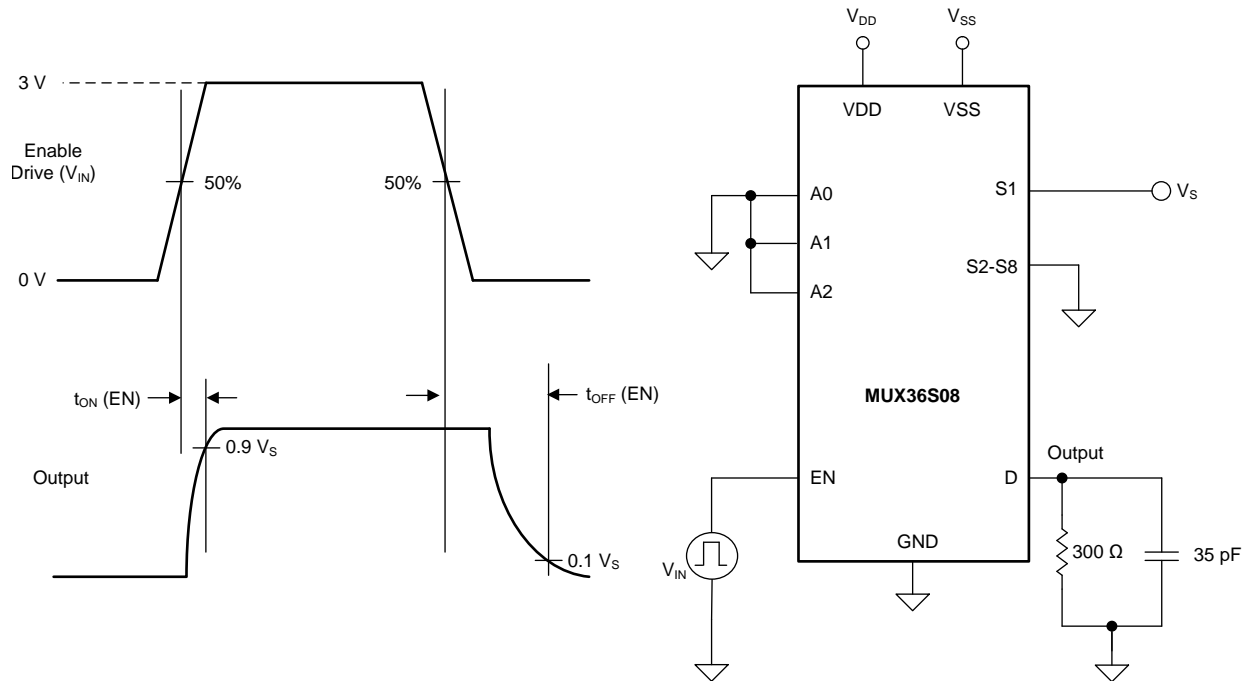 3 V
Enable
Drive (VIN)
50%
50%
0 V
tON (EN)
tOFF (EN)
0.9 VS
Output
0.1 VS
VDD
VSS
VDD
VSS
A0
A1
A2
S1
VS
S2-S8
MUX36S08
EN
VIN
GND
D
Output
300 Ω
35 pF